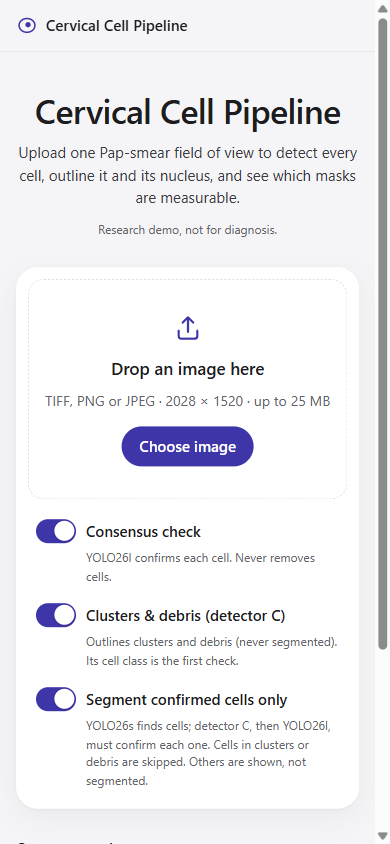 Cervical Cell Pipeline
Cervical Cell Pipeline
Upload one Pap-smear field of view to detect every
cell, outline it and its nucleus, and see which masks
are measurable.
Research demo, not for diagnosis.
Drop an image here
TIFF, PNG or JPEG · 2028 × 1520 · up to 25 MB
Choose image
Consensus check
YOLO26l confirms each cell. Never removes
cells.
Clusters & debris (detector C)
Outlines clusters and debris (never segmented).
Its cell class is the first check.
Segment confirmed cells only
YOLO26s finds cells; detector C, then YOLO26l,
must confirm each one. Cells in clusters or
debris are skipped. Others are shown, not
segmented.